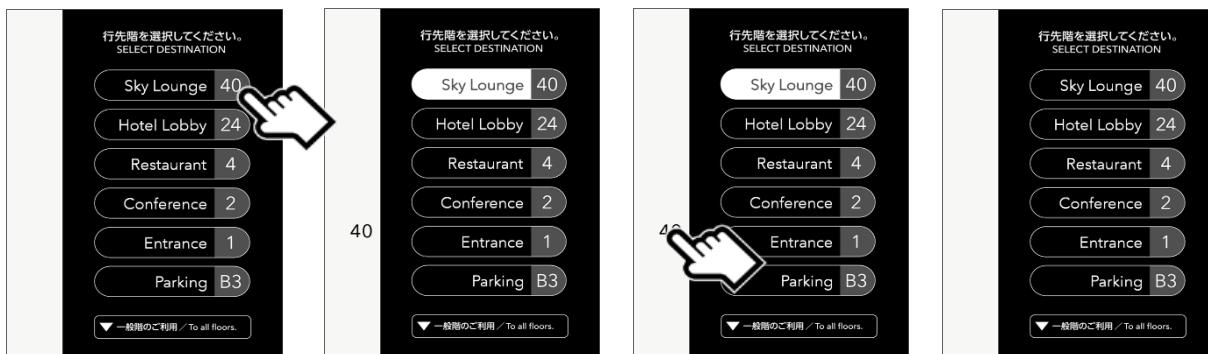 行先階を選択してください。
SELECT DESTINATION
Sky Lounge 40
Hotel Lobby 24
Restaurant 4
Conference 2
Entrance 1
Parking B3
▼ 一般階のご利用／To all floors.
行先階を選択してください。
SELECT DESTINATION
Sky Lounge 40
Hotel Lobby 24
Restaurant 4
Conference 2
40
Entrance 1
Parking B3
▼ 一般階のご利用／To all floors.
行先階を選択してください。
SELECT DESTINATION
Sky Lounge 40
Hotel Lobby 24
Restaurant 4
Conference 2
Entrance 1
Parking B3
▼ 一般階のご利用／To all floors.
行先階を選択してください。
SELECT DESTINATION
Sky Lounge 40
Hotel Lobby 24
Restaurant 4
Conference 2
Entrance 1
Parking B3
▼ 一般階のご利用／To all floors.